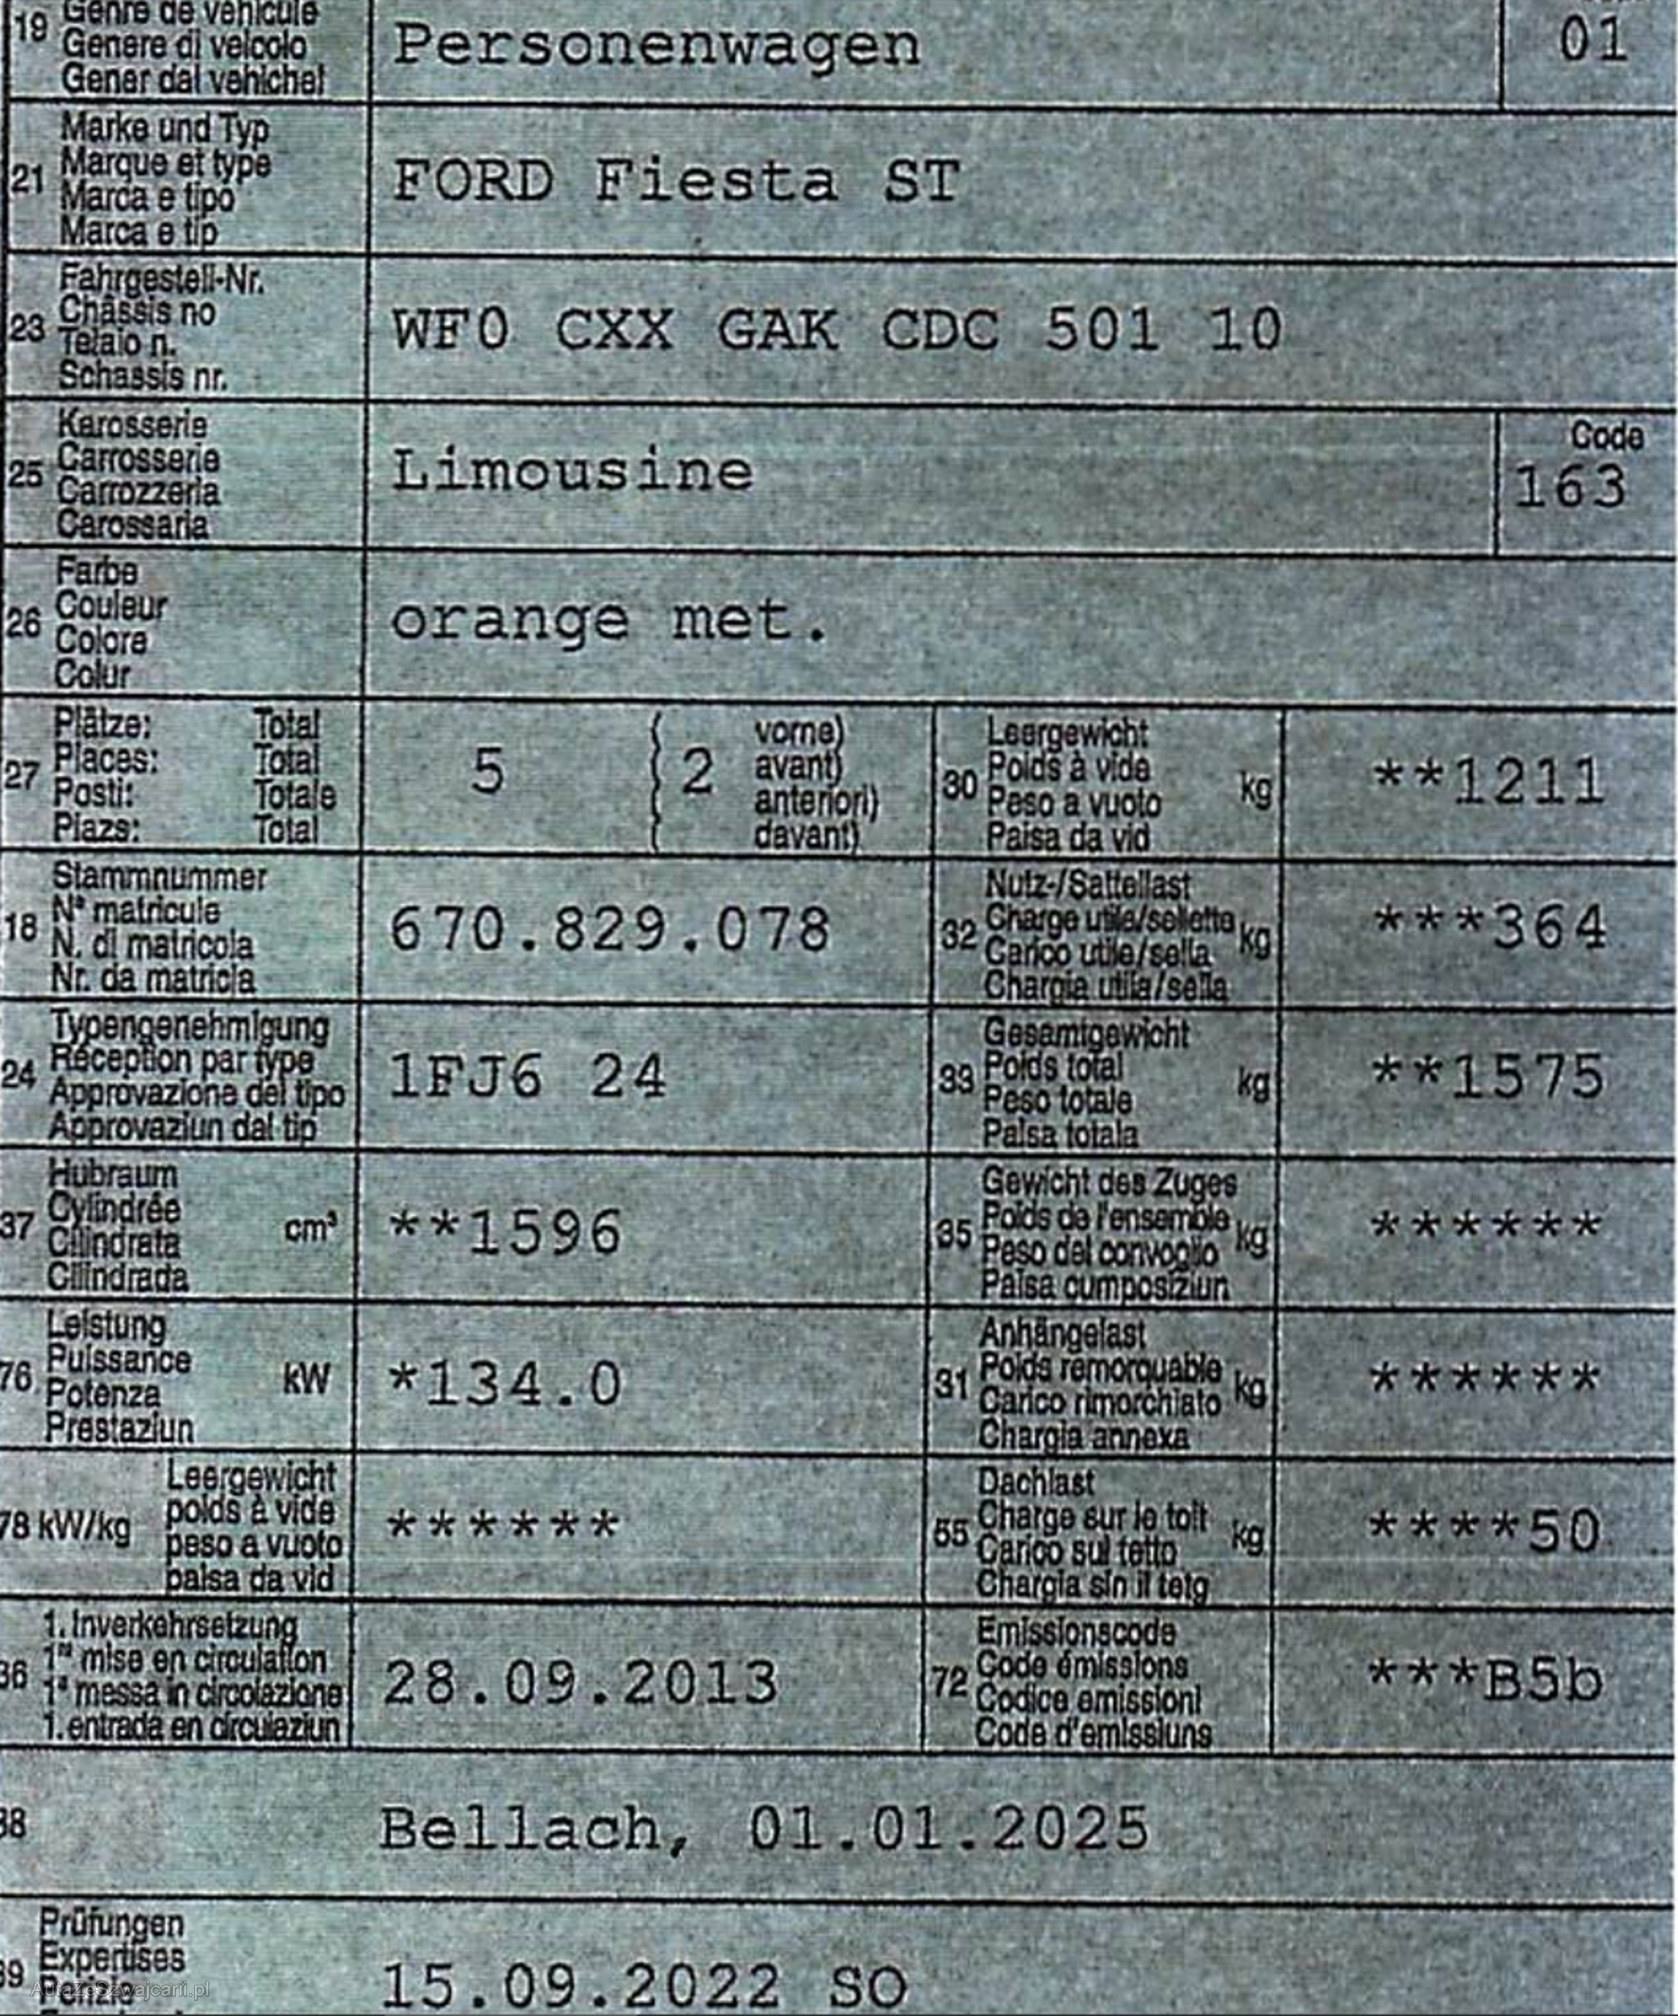 19 Genre de véhicule
Genere di veicolo
Gener dal vehichel
Personenwagen
01
21 Marke und Typ
Marque et type
Marca e tipo
Marca e tip
FORD Fiesta ST
23 Fahrgestell-Nr.
Châssis no
Telaio n.
Schassis nr.
WF0 CXX GAK CDC 501 10
25 Karosserie
Carrosserie
Carrozzeria
Carossaria
Limousine
Code
163
26 Farbe
Couleur
Colore
Colur
orange met.
27 Plätze: Total
Places: Total
Posti: Totale
Plazs: Total
5
2
vorne)
avant)
anteriori)
davant)
30 Leergewicht
Poids à vide
Peso a vuoto
Paisa da vid
kg
**1211
18 Stammnummer
N° matricule
N. di matricola
Nr. da matricla
670.829.078
32 Nutz-/Sattellast
Charge utile/sellette
Carico utile/sella
Chargia utila/sella
kg
***364
24 Typengenehmigung
Réception par type
Approvazione del tipo
Approvaziun dal tip
1FJ6 24
33 Gesamtgewicht
Poids total
Peso totale
Paisa totala
kg
**1575
37 Hubraum
Cylindrée
Cilindrata
Cilindrada
cm³
**1596
35 Gewicht des Zuges
Poids de l'ensemble
Peso del convoglio
Paisa cumposiziun
kg
******
76 Leistung
Puissance
Potenza
Prestaziun
kW
*134.0
31 Anhängelast
Poids remorquable
Carico rimorchiato
Chargia annexa
kg
******
78 kW/kg
Leergewicht
poids à vide
peso a vuoto
paisa da vid
******
55 Dachlast
Charge sur le toit
Carico sul tetto
Chargia sin il tetg
kg
****50
36 1. Inverkehrsetzung
1re mise en circulation
1a messa in circolazione
1. entrada en circulaziun
28.09.2013
72 Emissionscode
Code émissions
Codice emissioni
Code d'emissiuns
***B5b
38
Bellach, 01.01.2025
39 Prüfungen
Expertises
Perizie
15.09.2022 SO
AutaZeSzwajcarii.pl